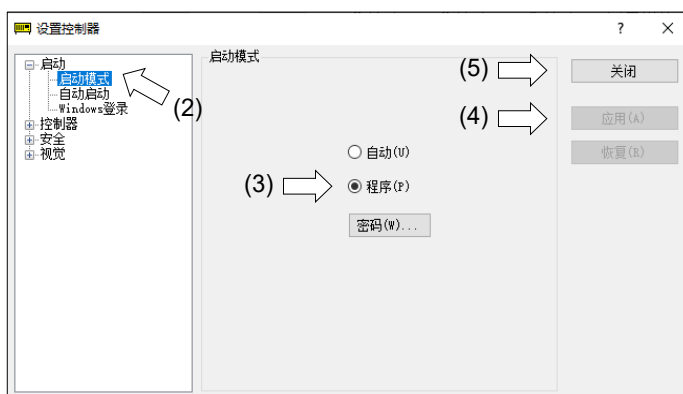 设置控制器
? ×
启动
启动模式
自动启动
Windows登录
控制器
安全
视觉
(2)
启动模式
自动(U)
(3)
程序(P)
密码(W)...
(5)
关闭
(4)
应用(A)
恢复(R)